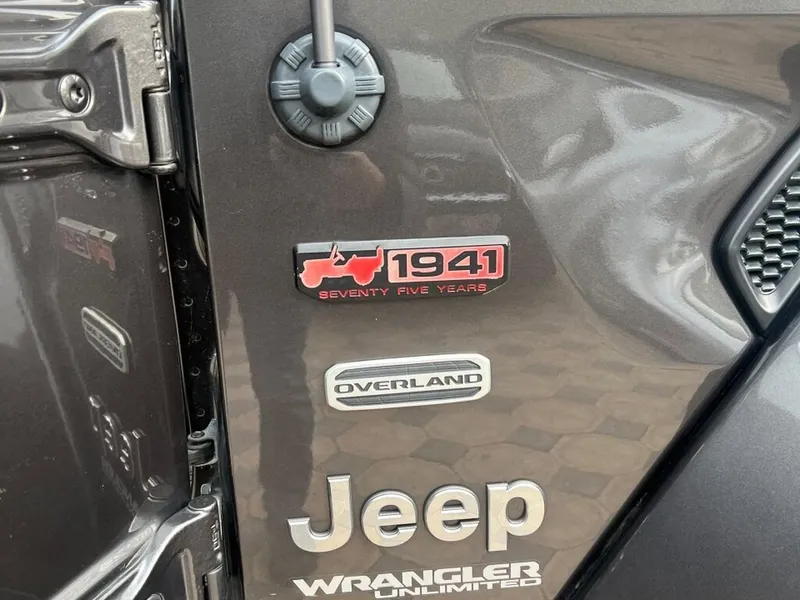 1941
SEVENTY FIVE YEARS
OVERLAND
Jeep
WRANGLER
UNLIMITED